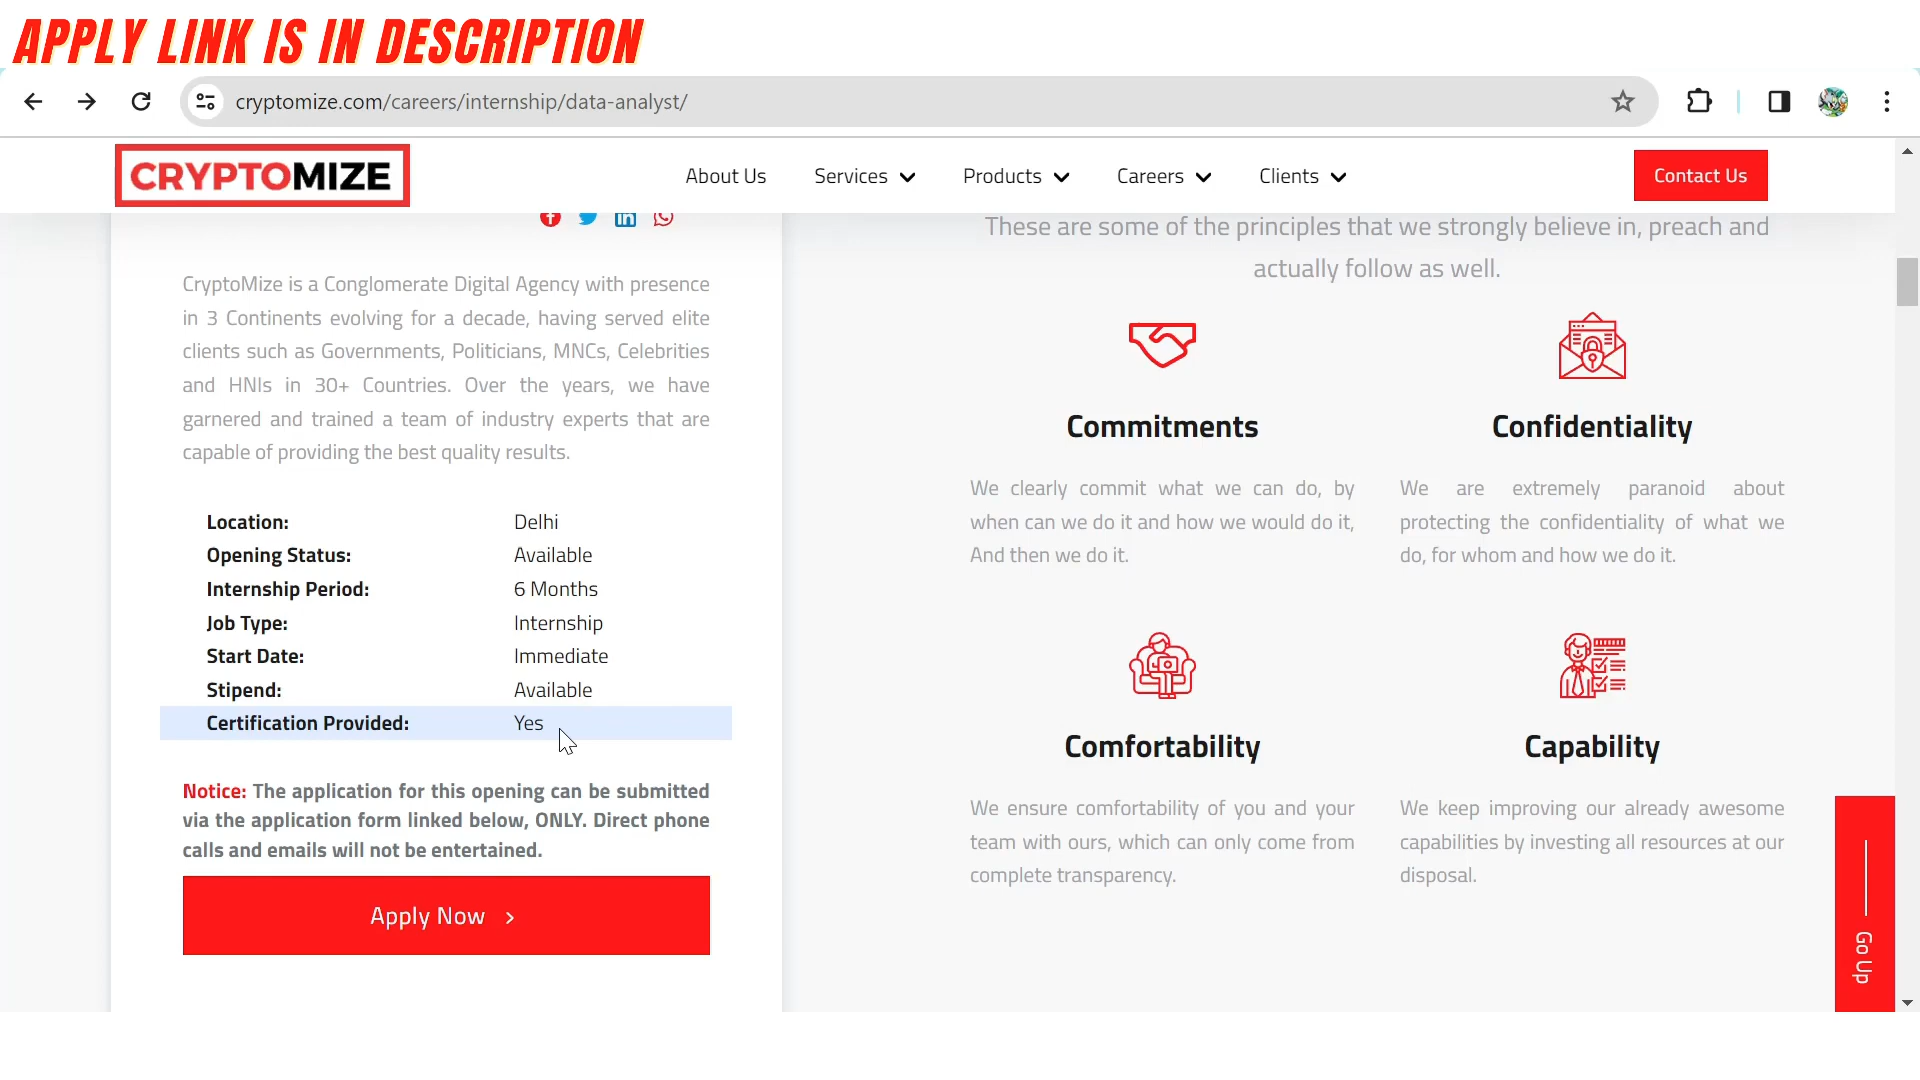 APPLY LINK IS IN DESCRIPTION
cryptomize.com/careers/internship/data-analyst/
CRYPTOMIZE
About Us
Services
Products
Careers
Clients
Contact Us
CryptoMize is a Conglomerate Digital Agency with presence
in 3 Continents evolving for a decade, having served elite
clients such as Governments, Politicians, MNCs, Celebrities
and HNIs in 30+ Countries. Over the years, we have
garnered and trained a team of industry experts that are
capable of providing the best quality results.
Location: Delhi
Opening Status: Available
Internship Period: 6 Months
Job Type: Internship
Start Date: Immediate
Stipend: Available
Certification Provided: Yes
Notice: The application for this opening can be submitted
via the application form linked below, ONLY. Direct phone
calls and emails will not be entertained.
Apply Now
These are some of the principles that we strongly believe in, preach and
actually follow as well.
Commitments
We clearly commit what we can do, by
when can we do it and how we would do it,
And then we do it.
Confidentiality
We are extremely paranoid about
protecting the confidentiality of what we
do, for whom and how we do it.
Comfortability
We ensure comfortability of you and your
team with ours, which can only come from
complete transparency.
Capability
We keep improving our already awesome
capabilities by investing all resources at our
disposal.
Go Up